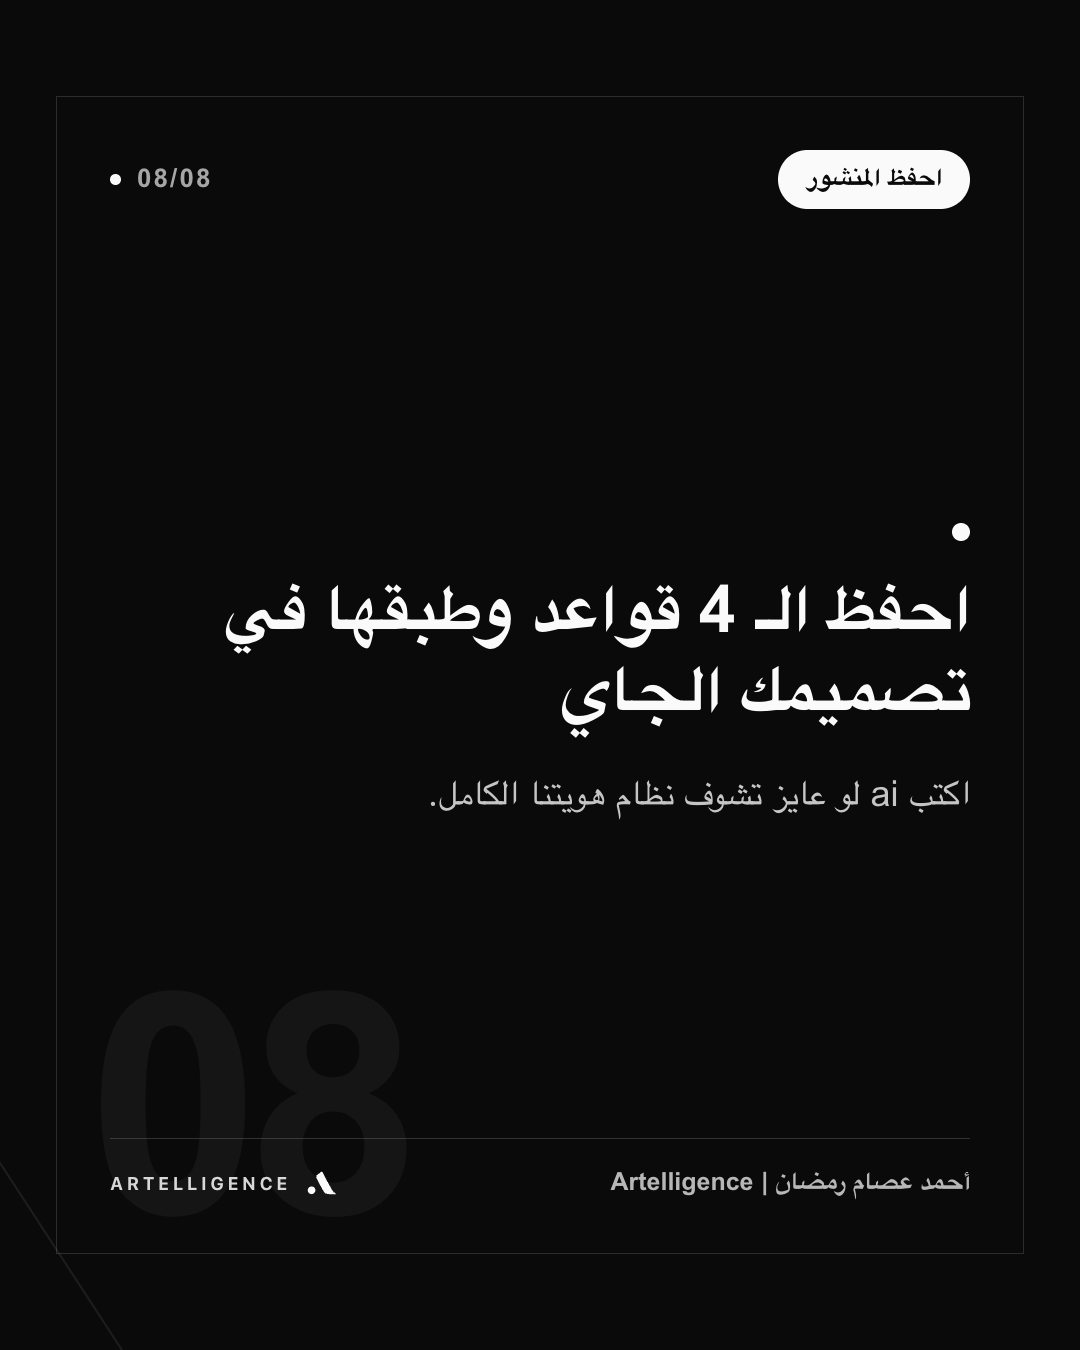 احفظ المنشور
08/08
احفظ الـ 4 قواعد وطبقها في
تصميمك الجاي
اكتب ai لو عايز تشوف نظام هويتنا الكامل.
08
أحمد عصام رمضان | Artelligence
ARTELLIGENCE